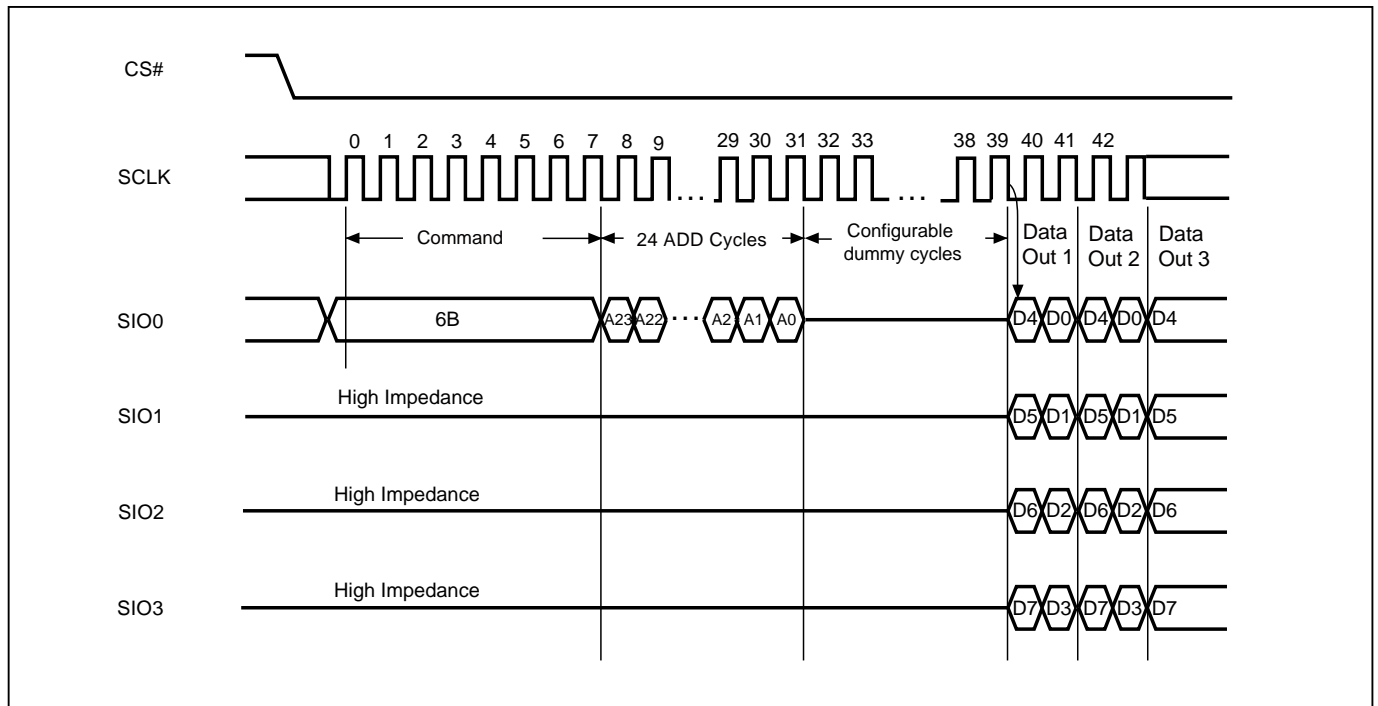 CS#
0 1 2 3 4 5 6 7 8 9 29 30 31 32 33 38 39 40 41 42
SCLK ... ...
Command 24 ADD Cycles Configurable dummy cycles Data Out 1 Data Out 2 Data Out 3
SIO0 6B A23 A22 ... A2 A1 A0 D4 D0 D4 D0 D4
High Impedance
SIO1 D5 D1 D5 D1 D5
High Impedance
SIO2 D6 D2 D6 D2 D6
High Impedance
SIO3 D7 D3 D7 D3 D7